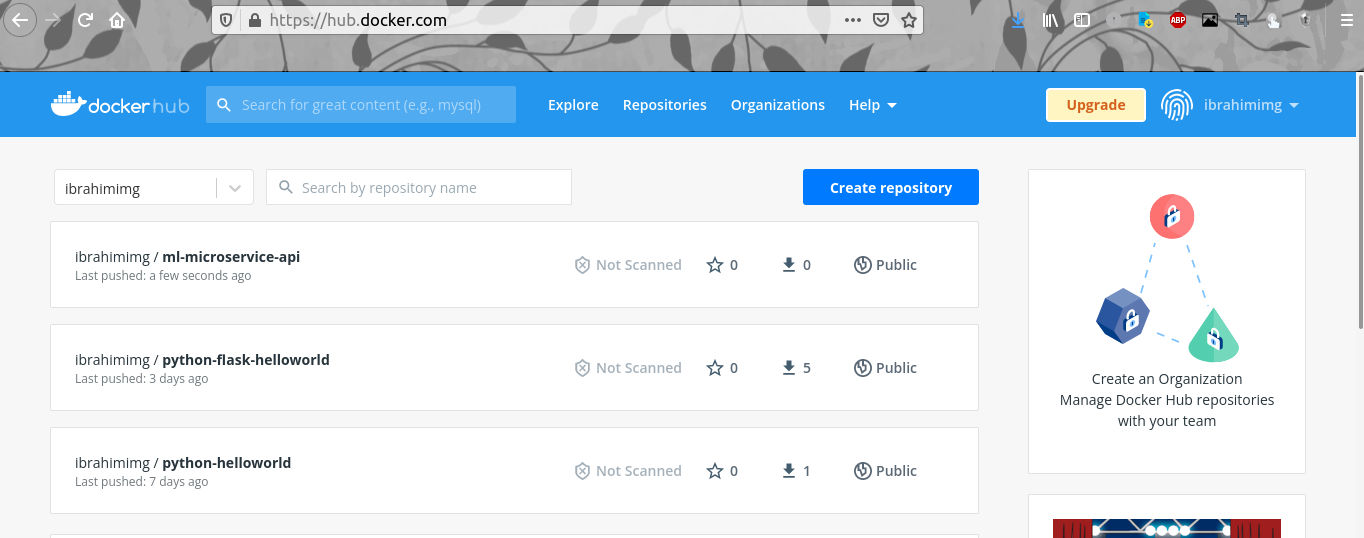 https://hub.docker.com
ABP
dockerhub
Search for great content (e.g., mysql)
Explore
Repositories
Organizations
Help
Upgrade
ibrahimimg
ibrahimimg
Search by repository name
Create repository
ibrahimimg / ml-microservice-api
Last pushed: a few seconds ago
Not Scanned
0
0
Public
ibrahimimg / python-flask-helloworld
Last pushed: 3 days ago
Not Scanned
0
5
Public
ibrahimimg / python-helloworld
Last pushed: 7 days ago
Not Scanned
0
1
Public
Create an Organization
Manage Docker Hub repositories
with your team